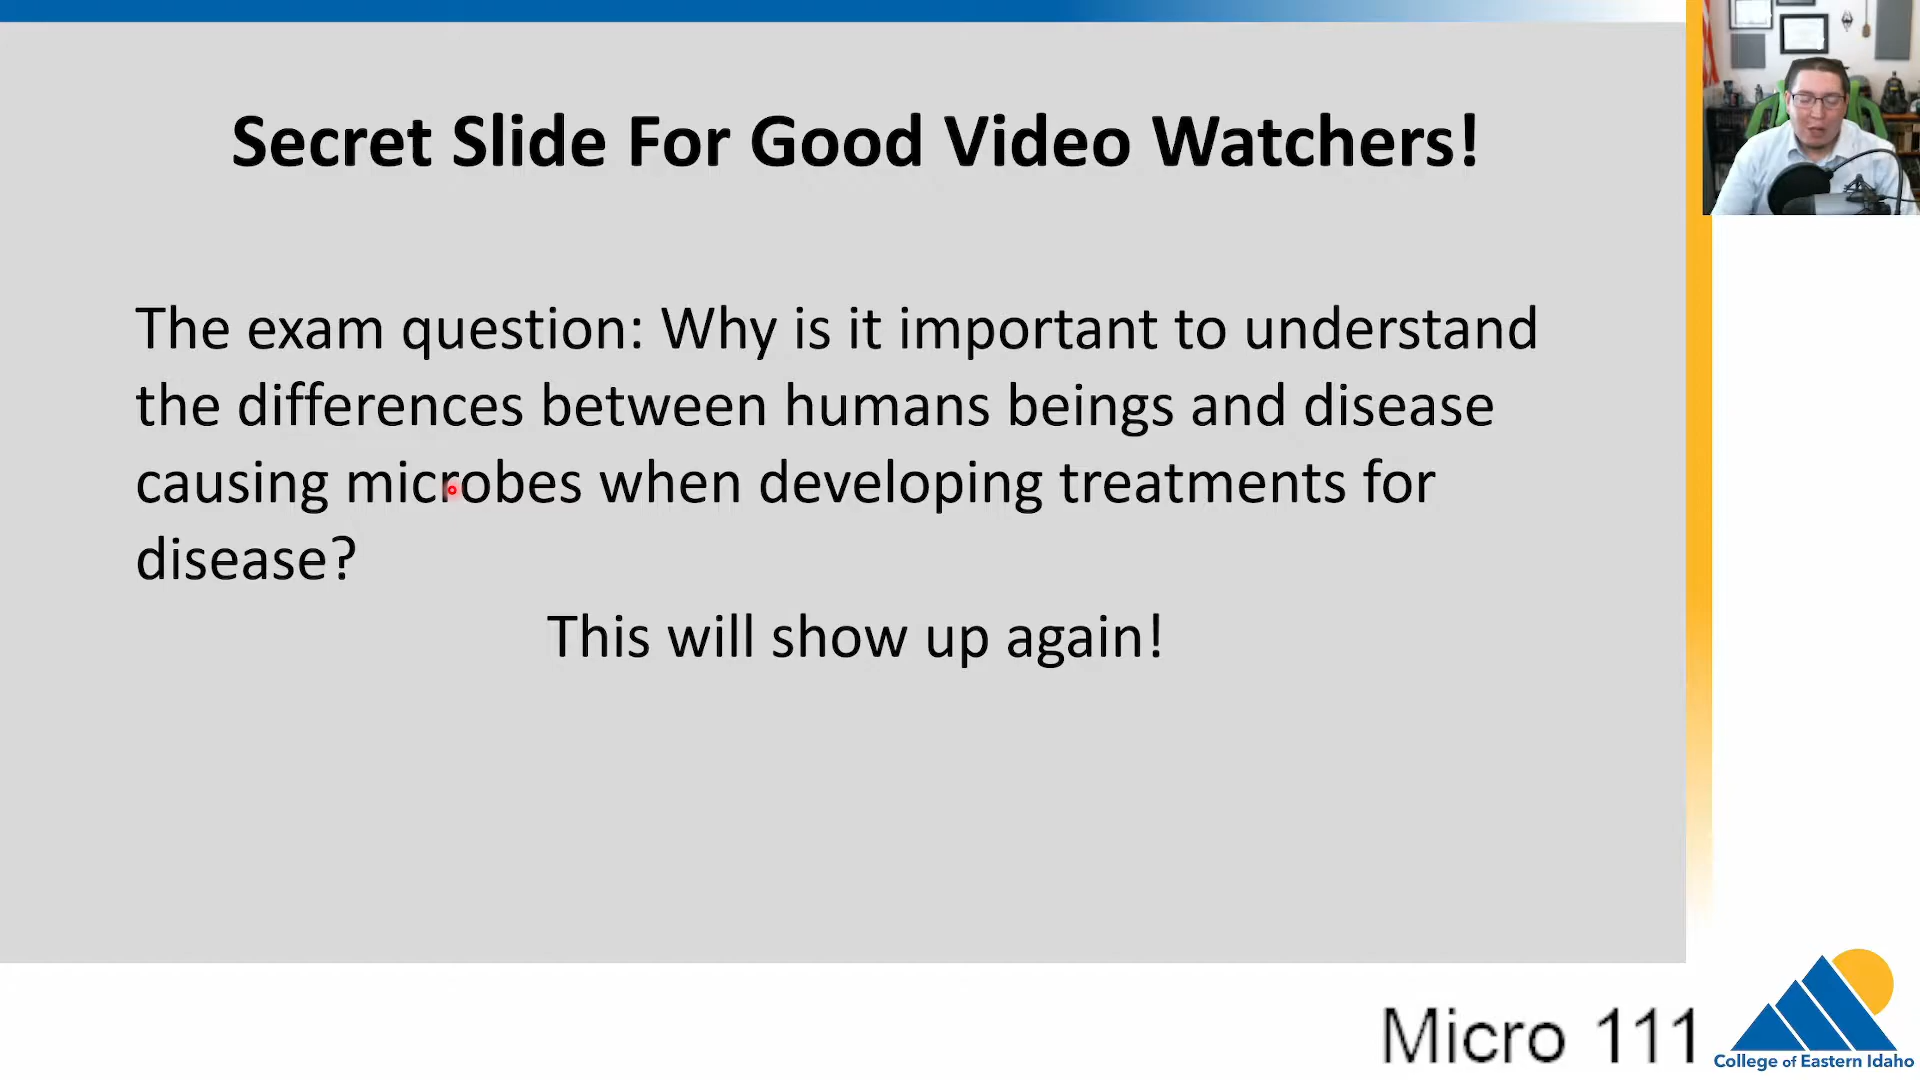 Secret Slide For Good Video Watchers!
The exam question: Why is it important to understand
the differences between humans beings and disease
causing microbes when developing treatments for
disease?
This will show up again!
Micro 111
College of Eastern Idaho